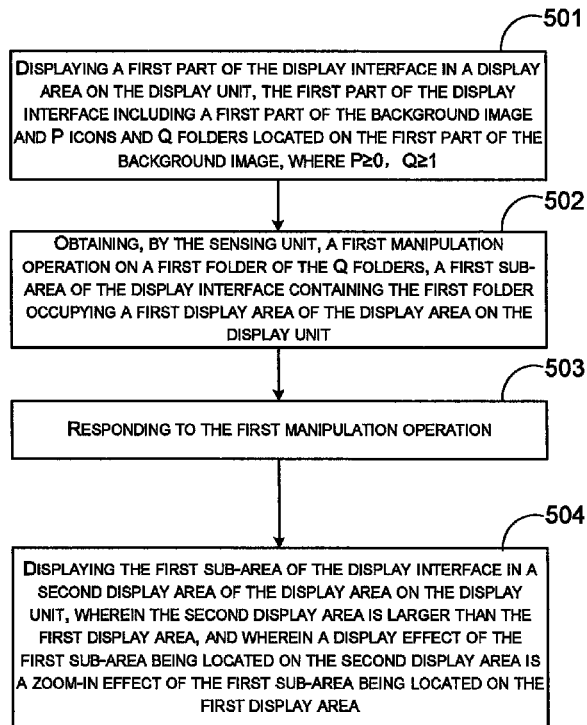 501
DISPLAYING A FIRST PART OF THE DISPLAY INTERFACE IN A DISPLAY
AREA ON THE DISPLAY UNIT, THE FIRST PART OF THE DISPLAY
INTERFACE INCLUDING A FIRST PART OF THE BACKGROUND IMAGE
AND P ICONS AND Q FOLDERS LOCATED ON THE FIRST PART OF THE
BACKGROUND IMAGE, WHERE P≥0, Q≥1
502
OBTAINING, BY THE SENSING UNIT, A FIRST MANIPULATION
OPERATION ON A FIRST FOLDER OF THE Q FOLDERS, A FIRST SUB-
AREA OF THE DISPLAY INTERFACE CONTAINING THE FIRST FOLDER
OCCUPYING A FIRST DISPLAY AREA OF THE DISPLAY AREA ON THE
DISPLAY UNIT
503
RESPONDING TO THE FIRST MANIPULATION OPERATION
504
DISPLAYING THE FIRST SUB-AREA OF THE DISPLAY INTERFACE IN A
SECOND DISPLAY AREA OF THE DISPLAY AREA ON THE DISPLAY
UNIT, WHEREIN THE SECOND DISPLAY AREA IS LARGER THAN THE
FIRST DISPLAY AREA, AND WHEREIN A DISPLAY EFFECT OF THE
FIRST SUB-AREA BEING LOCATED ON THE SECOND DISPLAY AREA IS
A ZOOM-IN EFFECT OF THE FIRST SUB-AREA BEING LOCATED ON THE
FIRST DISPLAY AREA